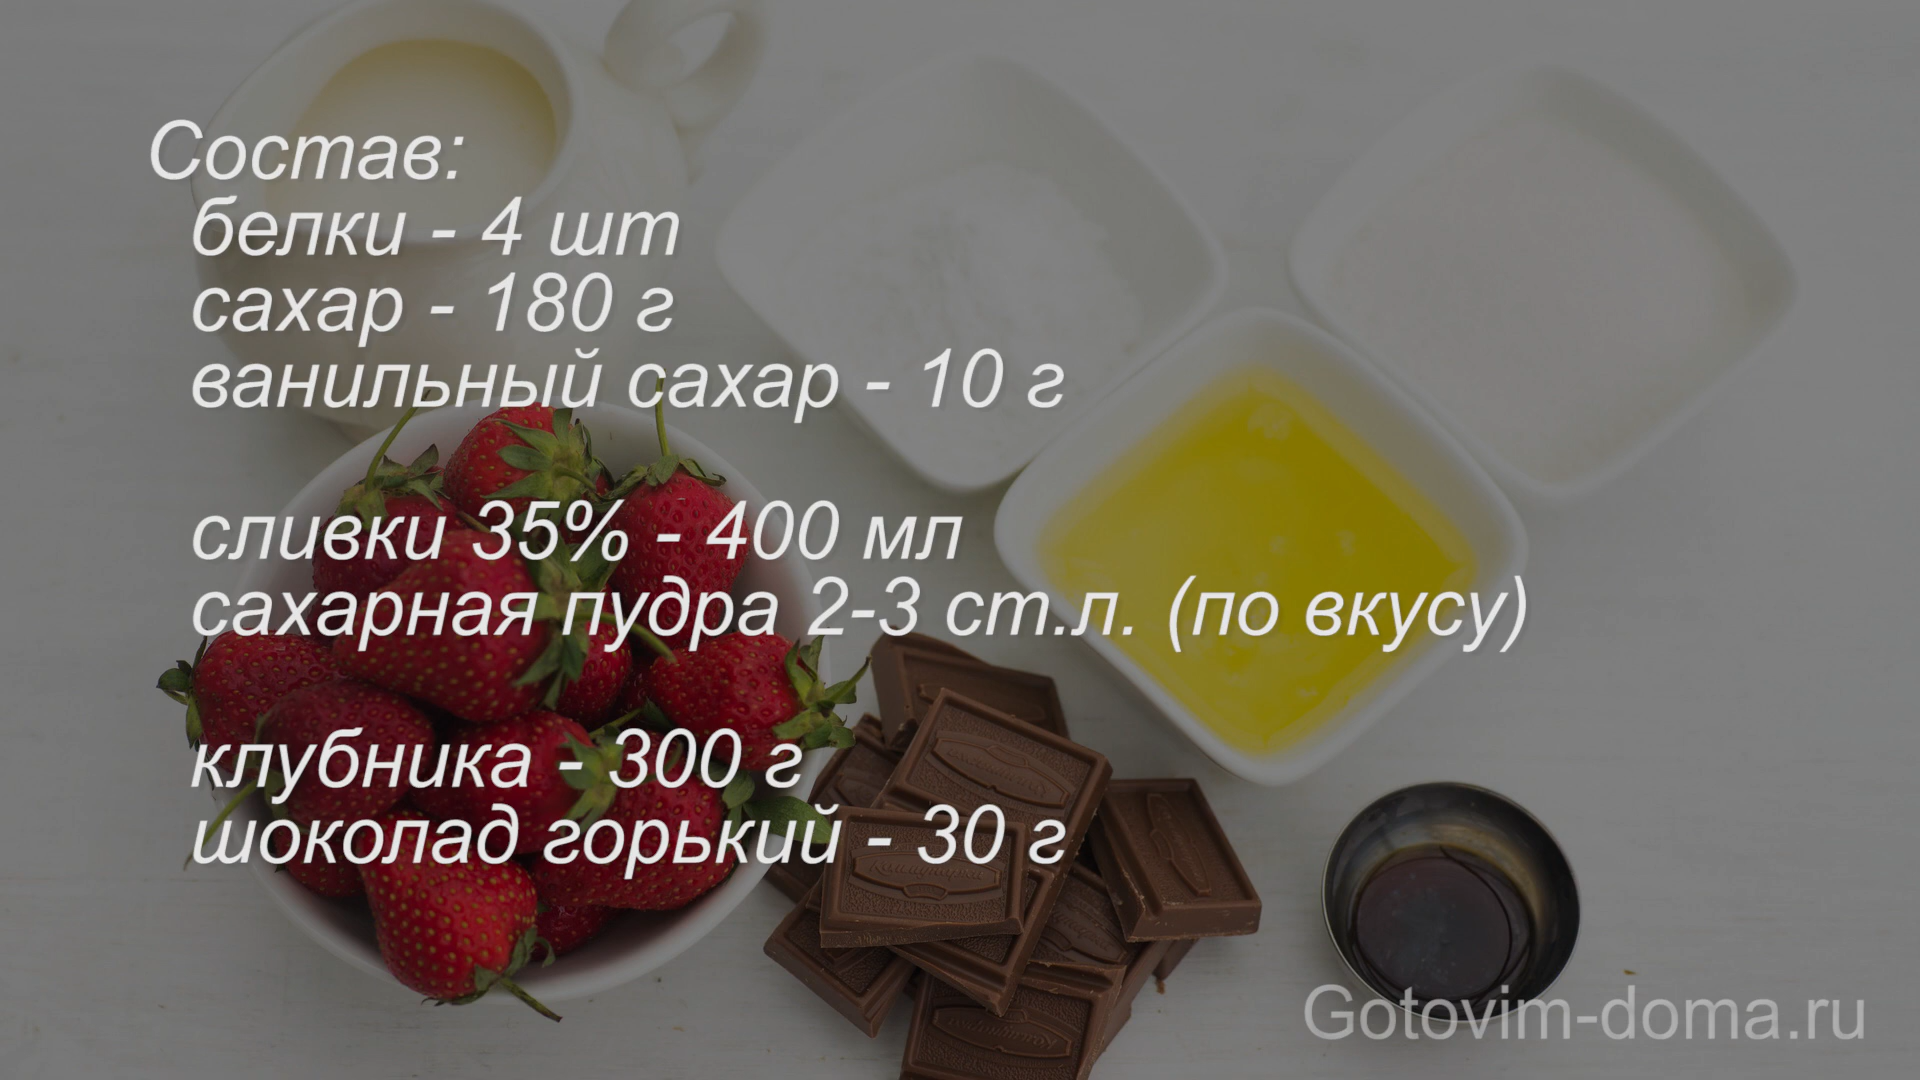 Состав:
белки - 4 шт
сахар - 180 г
ванильный сахар - 10 г
сливки 35% - 400 мл
сахарная пудра 2-3 ст.л. (по вкусу)
клубника - 300 г
шоколад горький - 30 г
Gotovim-doma.ru